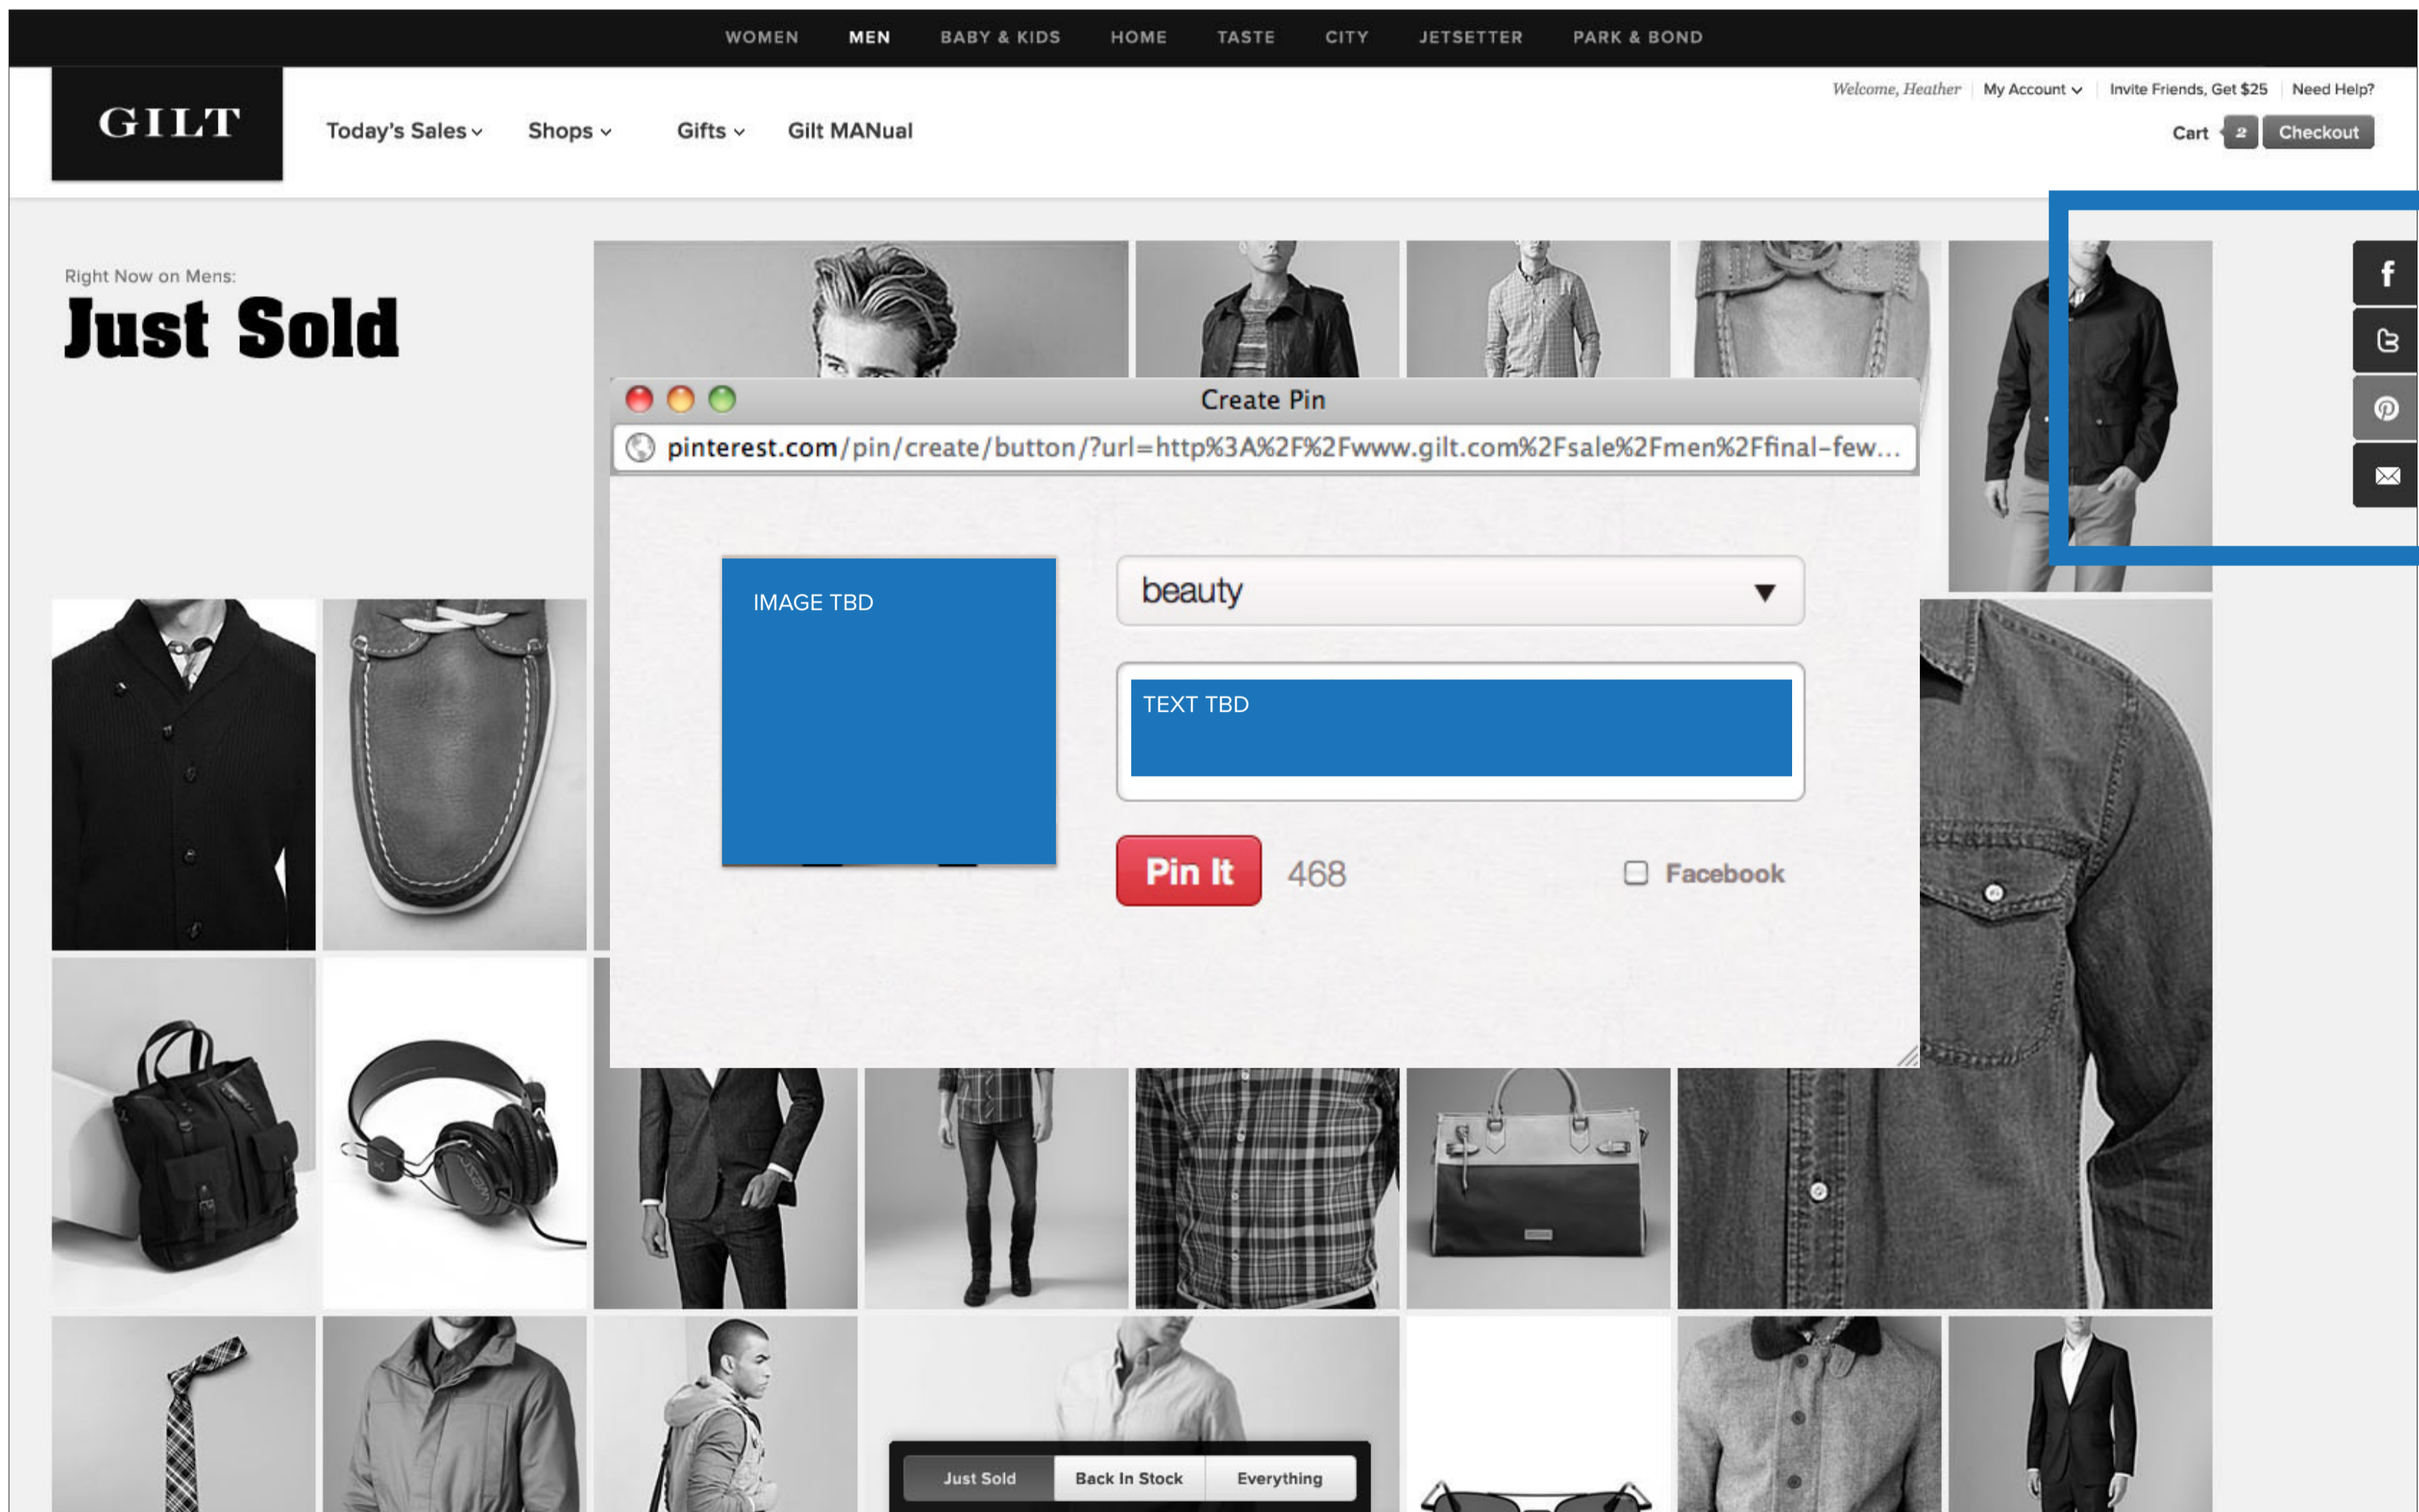 WOMEN MEN BABY & KIDS HOME TASTE CITY JETSETTER PARK & BOND
Welcome, Heather My Account Invite Friends, Get $25 Need Help?
GILT
Today's Sales Shops Gifts Gilt MANual
Cart 2 Checkout
Right Now on Mens:
Just Sold
Create Pin
pinterest.com/pin/create/button/?url=http%3A%2F%2Fwww.gilt.com%2Fsale%2Fmen%2Ffinal-few...
beauty
IMAGE TBD
TEXT TBD
Pin It 468 Facebook
Just Sold Back In Stock Everything